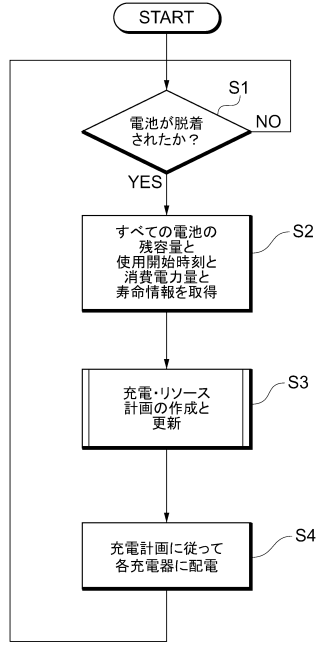 START
S1
電池が脱着
されたか？
NO
YES
S2
すべての電池の
残容量と
使用開始時刻と
消費電力量と
寿命情報を取得
S3
充電・リソース
計画の作成と
更新
S4
充電計画に従って
各充電器に配電